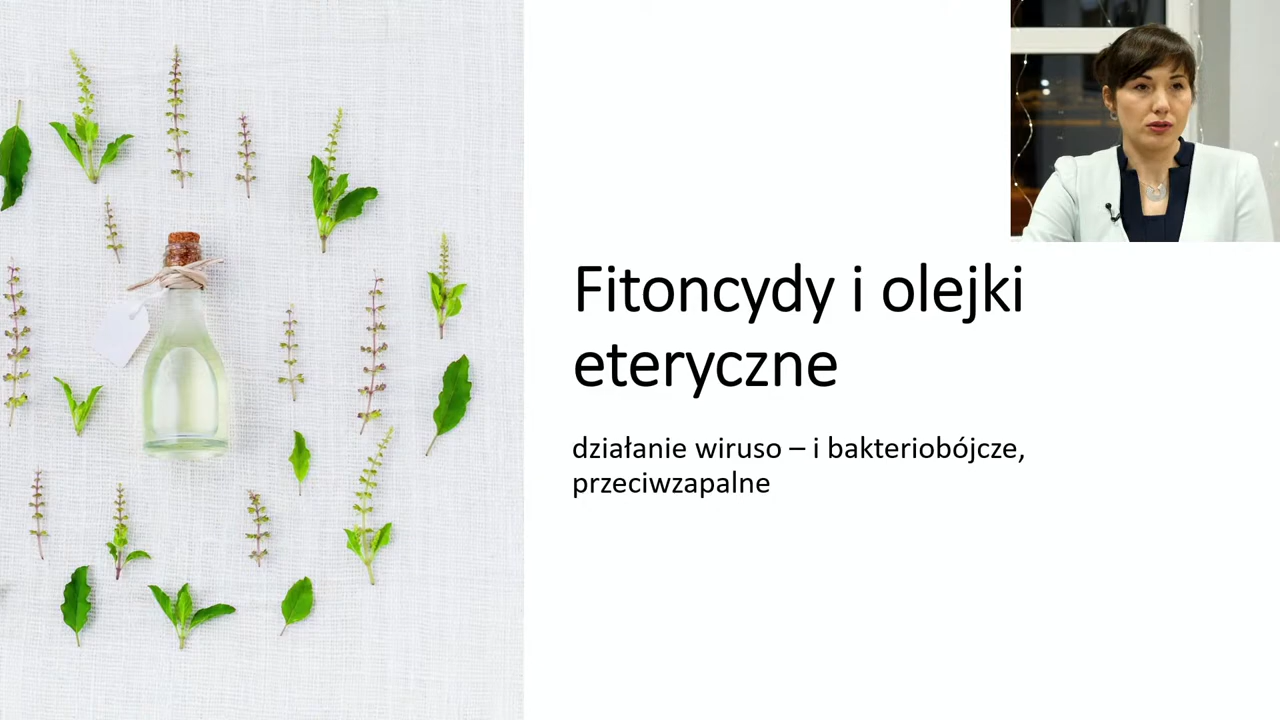 Fitoncydy i olejki
eteryczne
działanie wiruso – i bakteriobójcze,
przeciwzapalne